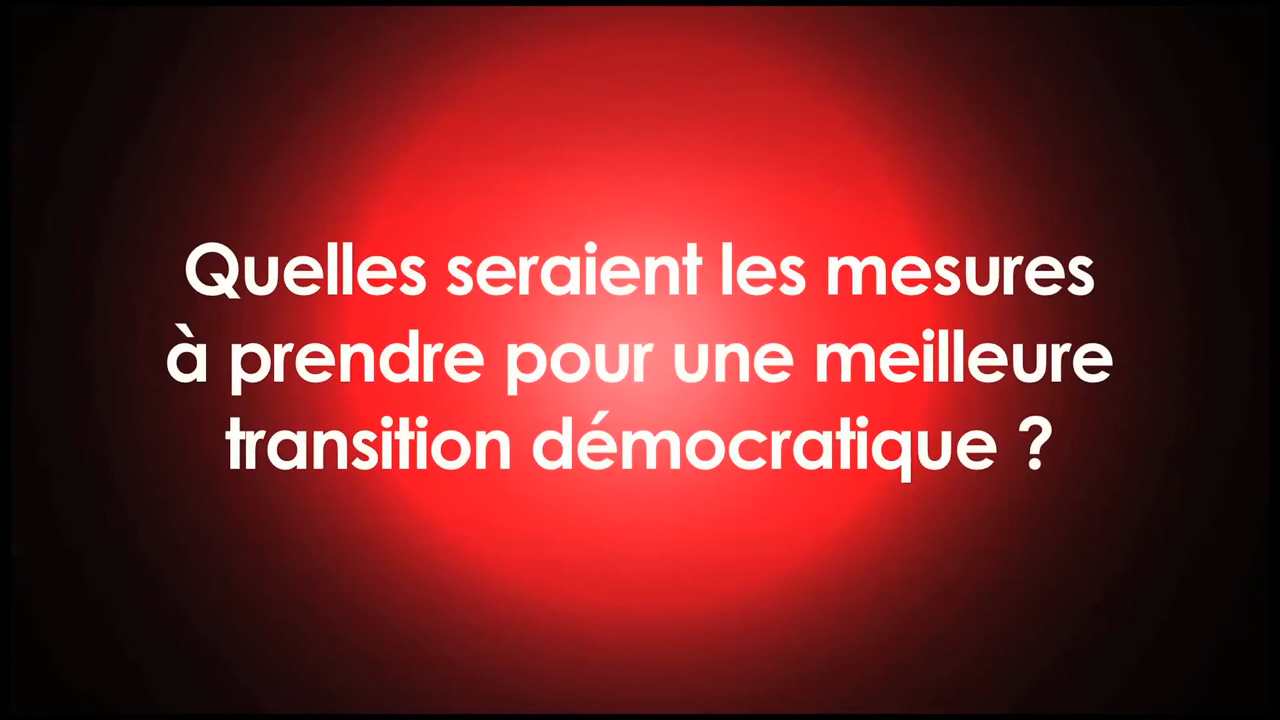 Quelles seraient les mesures
à prendre pour une meilleure
transition démocratique ?